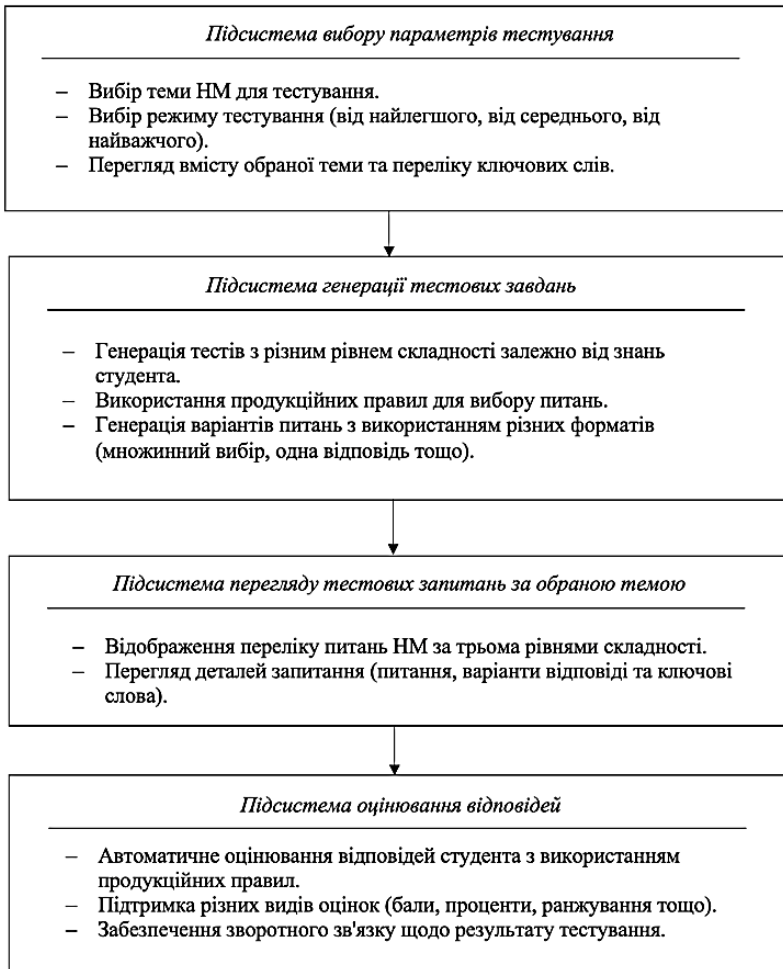 Підсистема вибору параметрів тестування
– Вибір теми НМ для тестування.
– Вибір режиму тестування (від найлегшого, від середнього, від
найважчого).
– Перегляд вмісту обраної теми та переліку ключових слів.
Підсистема генерації тестових завдань
– Генерація тестів з різним рівнем складності залежно від знань
студента.
– Використання продукційних правил для вибору питань.
– Генерація варіантів питань з використанням різних форматів
(множинний вибір, одна відповідь тощо).
Підсистема перегляду тестових запитань за обраною темою
– Відображення переліку питань НМ за трьома рівнями складності.
– Перегляд деталей запитання (питання, варіанти відповіді та ключові
слова).
Підсистема оцінювання відповідей
– Автоматичне оцінювання відповідей студента з використанням
продукційних правил.
– Підтримка різних видів оцінок (бали, проценти, ранжування тощо).
– Забезпечення зворотного зв'язку щодо результату тестування.